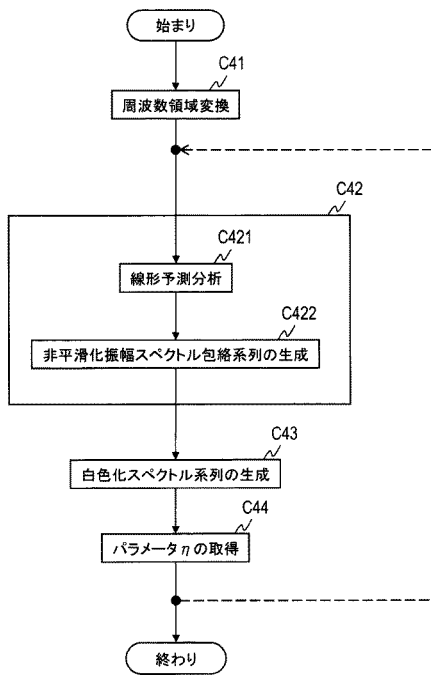 始まり
C41
周波数領域変換
C42
C421
線形予測分析
C422
非平滑化振幅スペクトル包絡系列の生成
C43
白色化スペクトル系列の生成
C44
パラメータηの取得
終わり